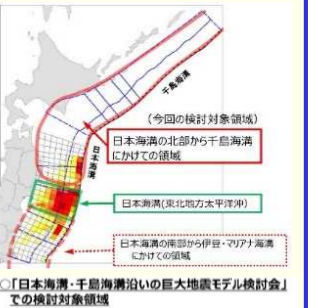 千島海溝
(今回の検討対象領域)
日本海溝の北部から千島海溝
にかけての領域
日本海溝
日本海溝(東北地方太平洋沖)
日本海溝の南部から伊豆・マリアナ海溝
にかけての領域
○「日本海溝・千島海溝沿いの巨大地震モデル検討会」
での検討対象領域